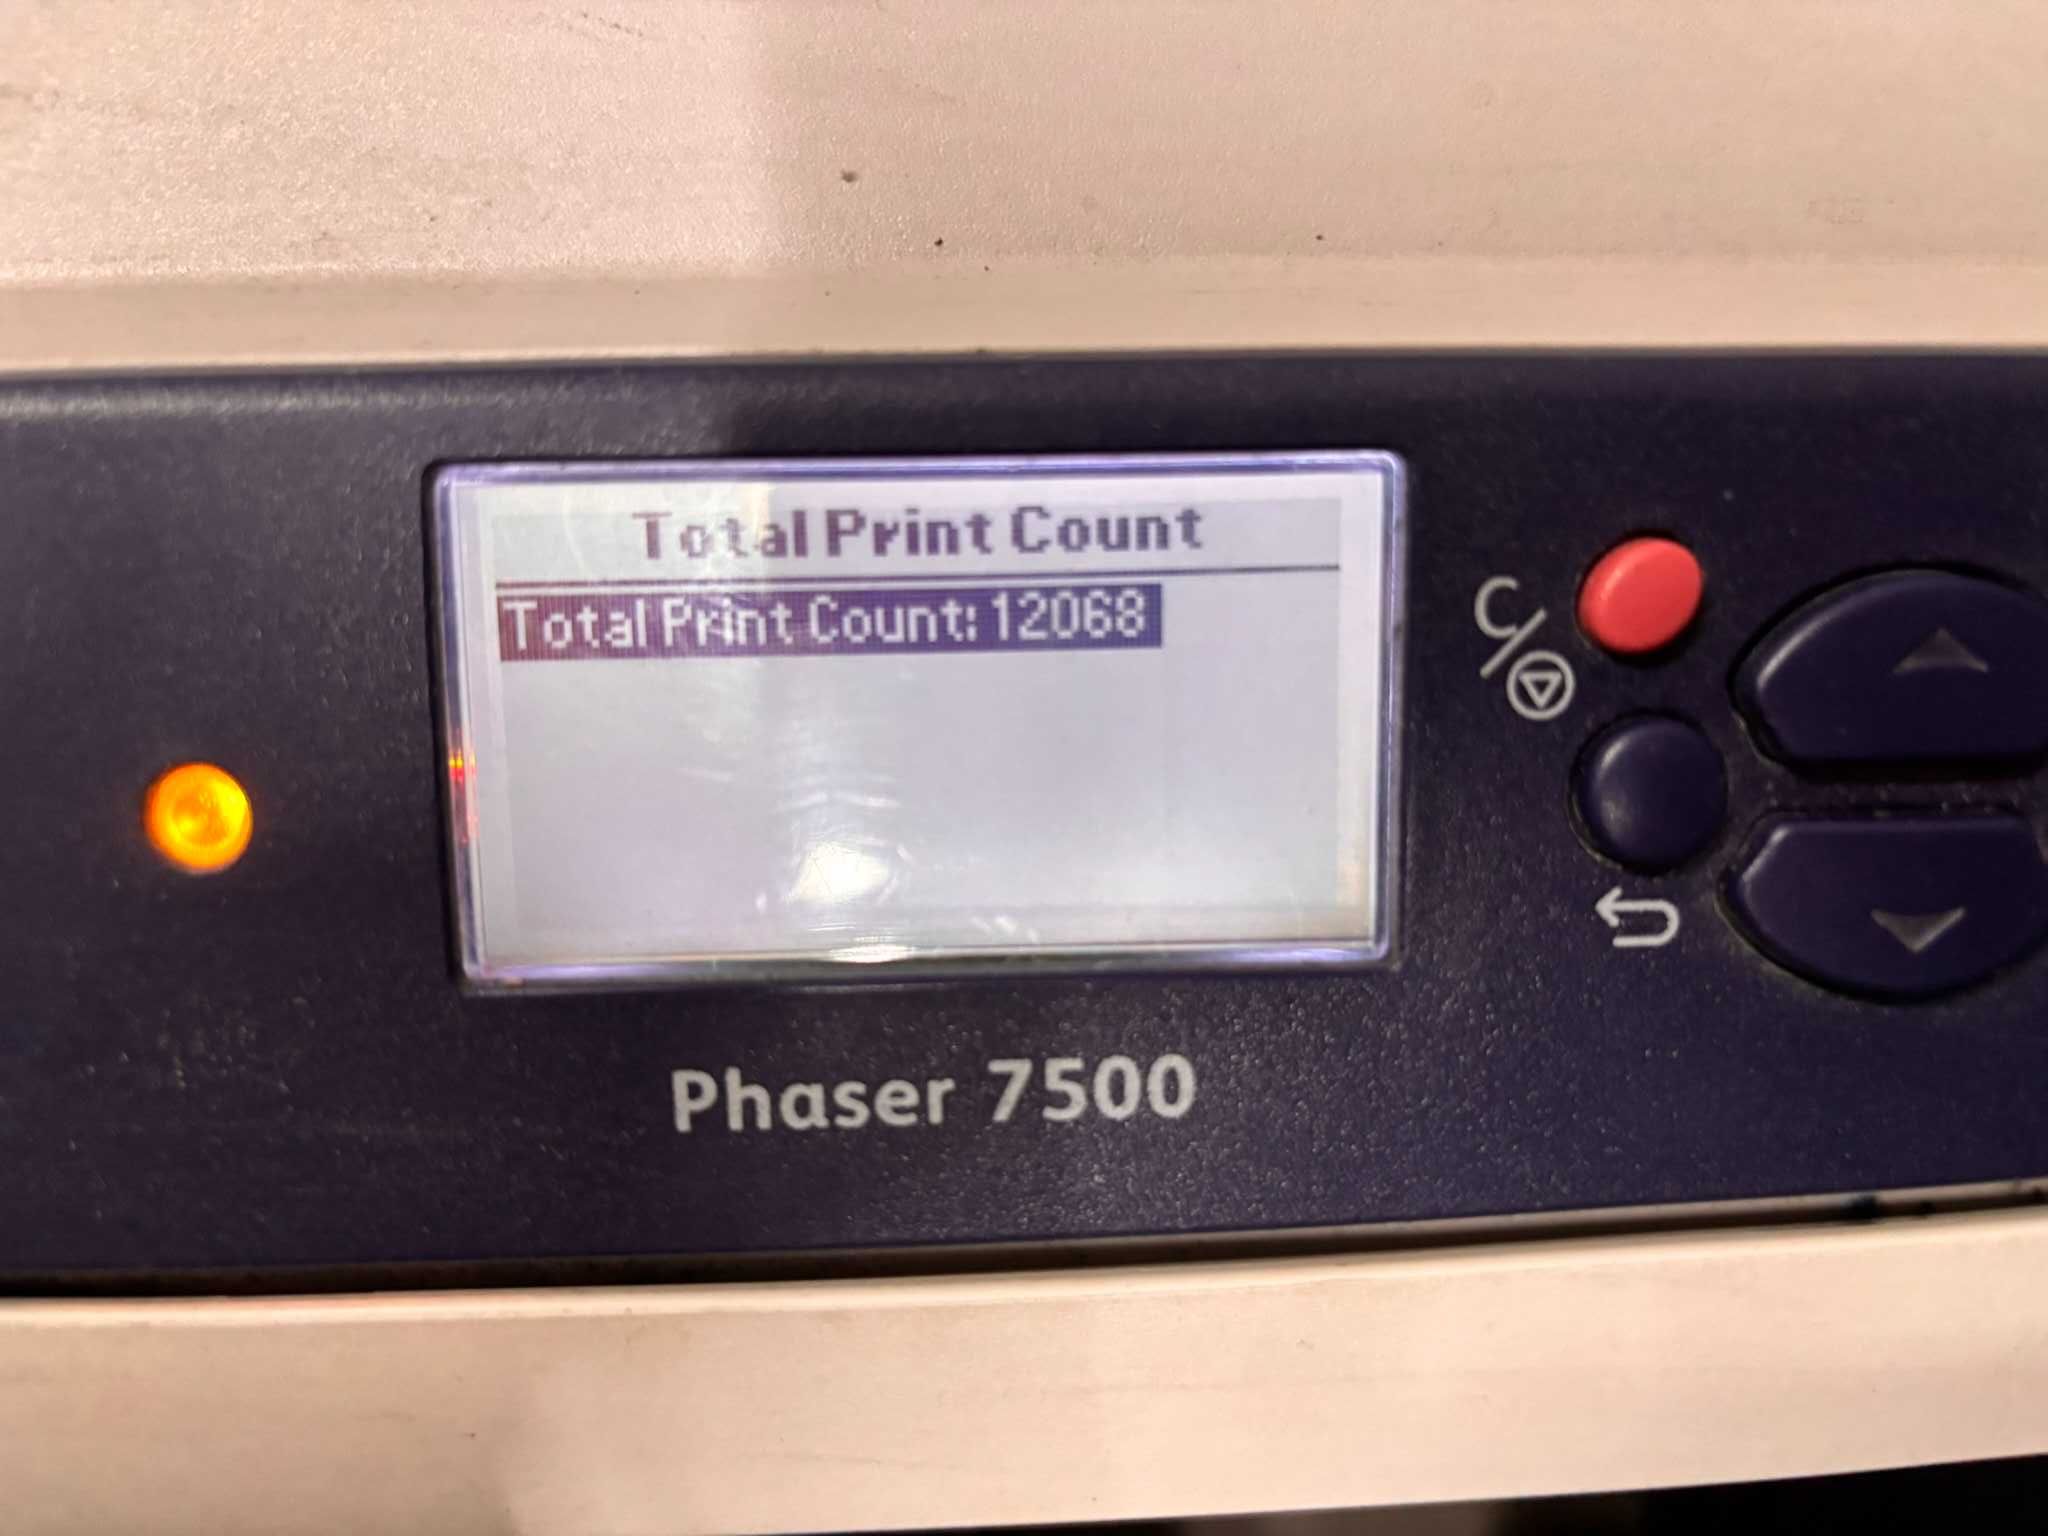 Total Print Count
Total Print Count: 12068
C/
Phaser 7500